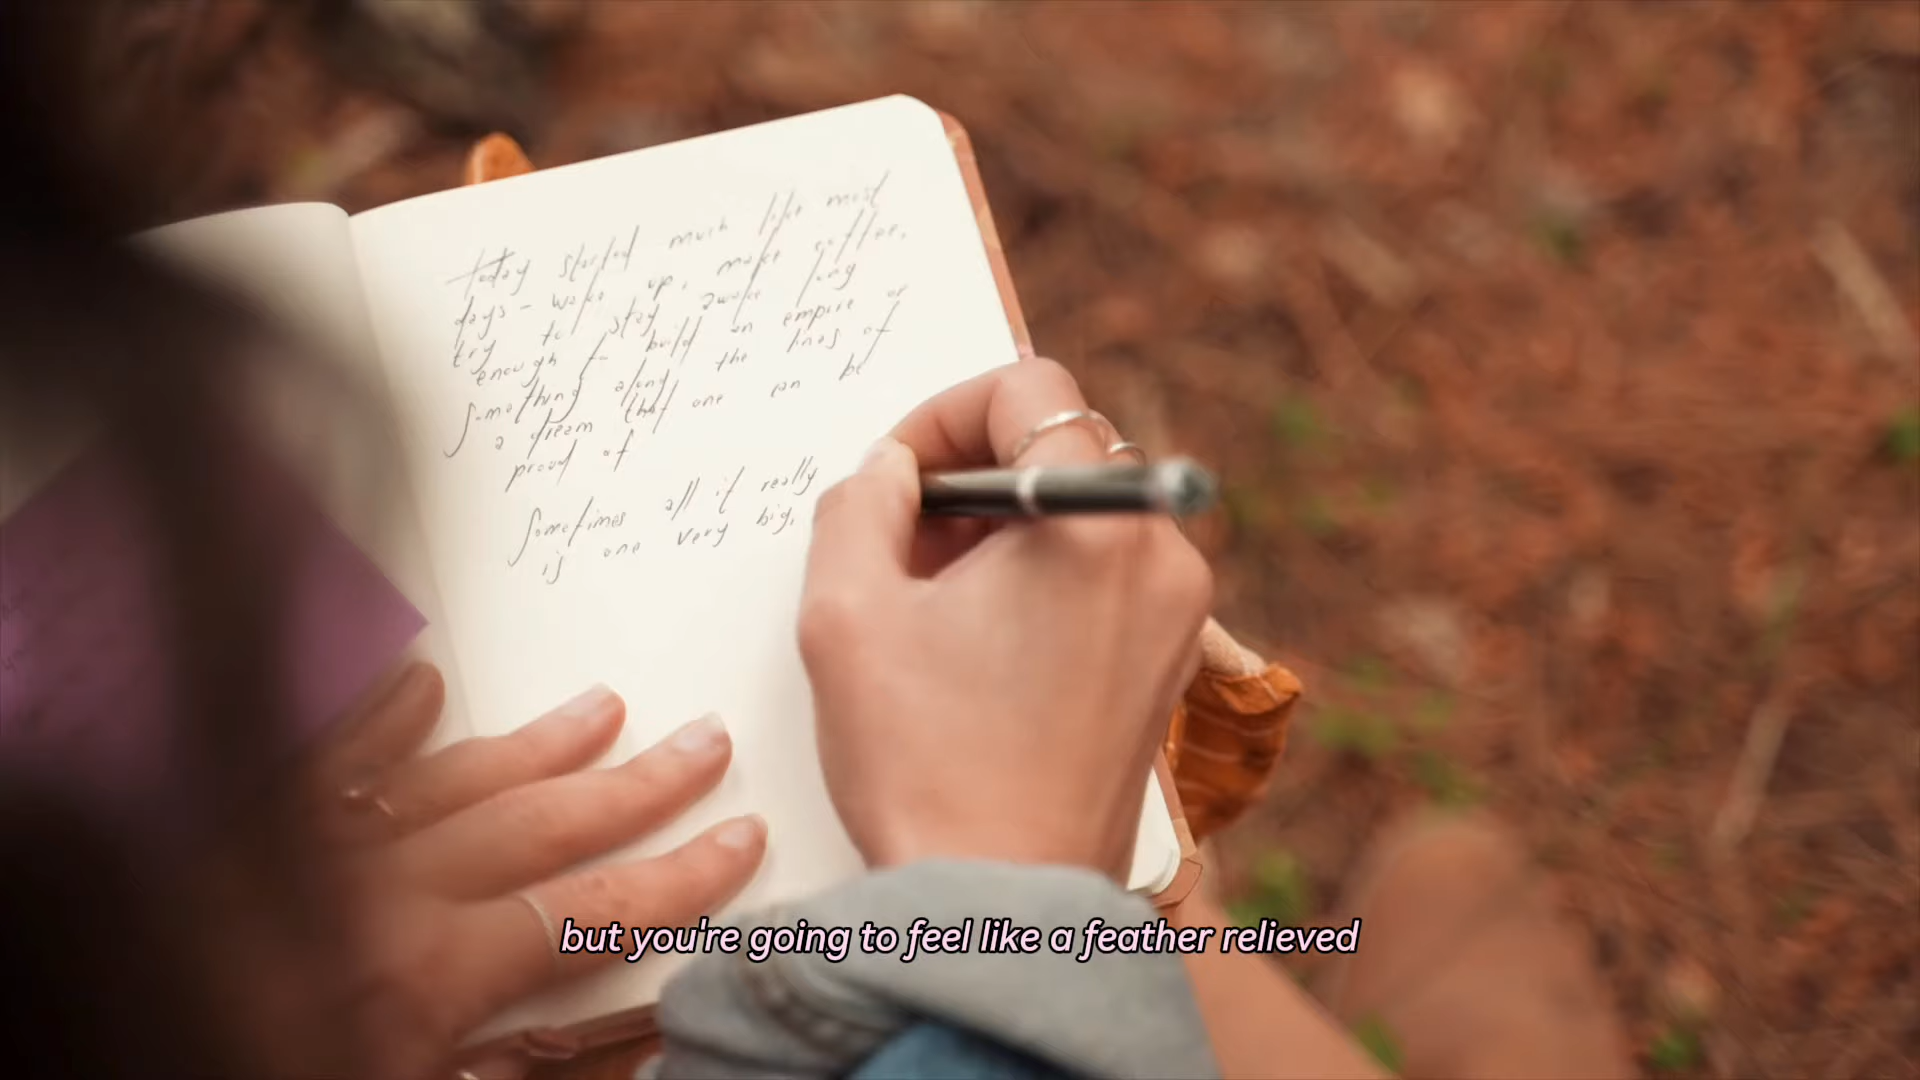 Today started much like most
days - wake up, make coffee,
try to stay awake long
enough to build an empire or
something along the lines of
a dream that one can be
proud of
Sometimes all it really
is one very big,
but you're going to feel like a feather relieved